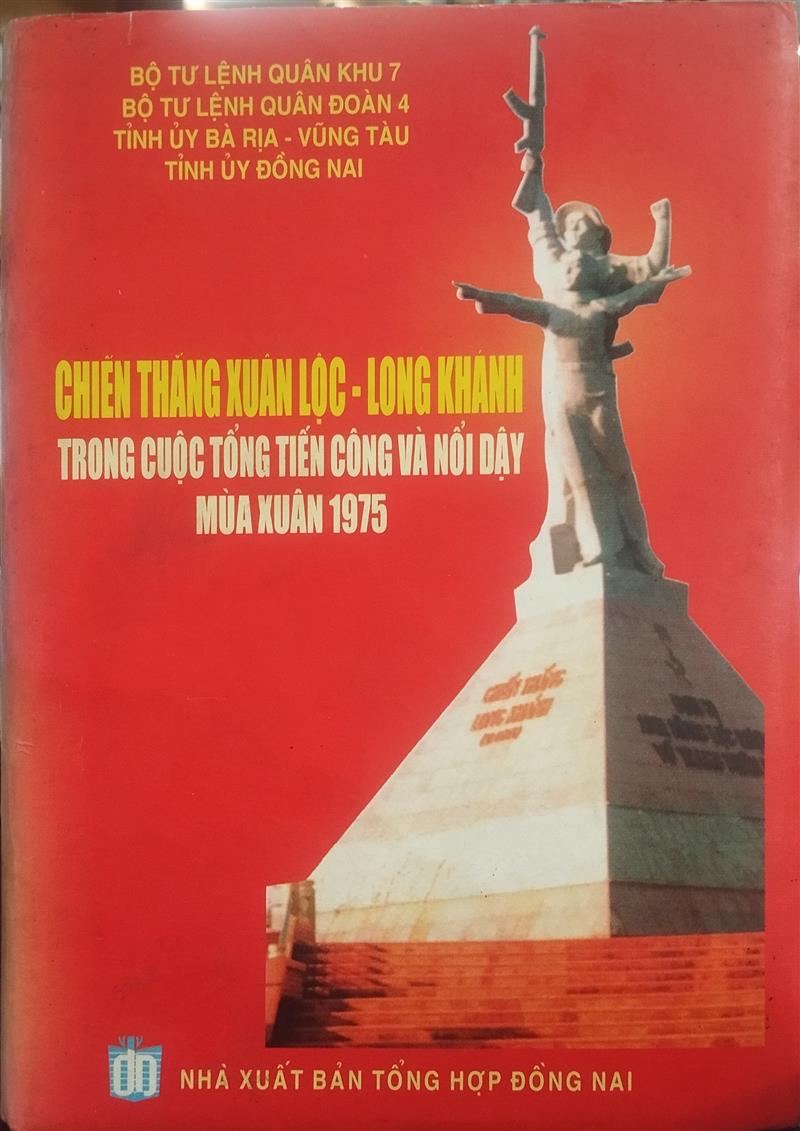 BỘ TƯ LỆNH QUÂN KHU 7
BỘ TƯ LỆNH QUÂN ĐOÀN 4
TỈNH ỦY BÀ RỊA - VŨNG TÀU
TỈNH ỦY ĐỒNG NAI
CHIẾN THẮNG XUÂN LỘC - LONG KHÁNH
TRONG CUỘC TỔNG TIẾN CÔNG VÀ NỔI DẬY
MÙA XUÂN 1975
CHIẾN THẮNG
LONG KHÁNH
NHÀ XUẤT BẢN TỔNG HỢP ĐỒNG NAI